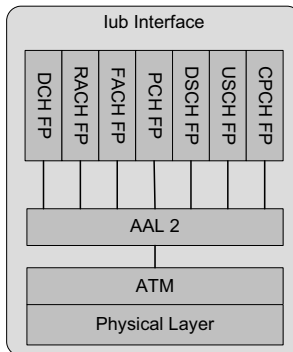 Iub Interface
DCH FP
RACH FP
FACH FP
PCH FP
DSCH FP
USCH FP
CPCH FP
AAL 2
ATM
Physical Layer